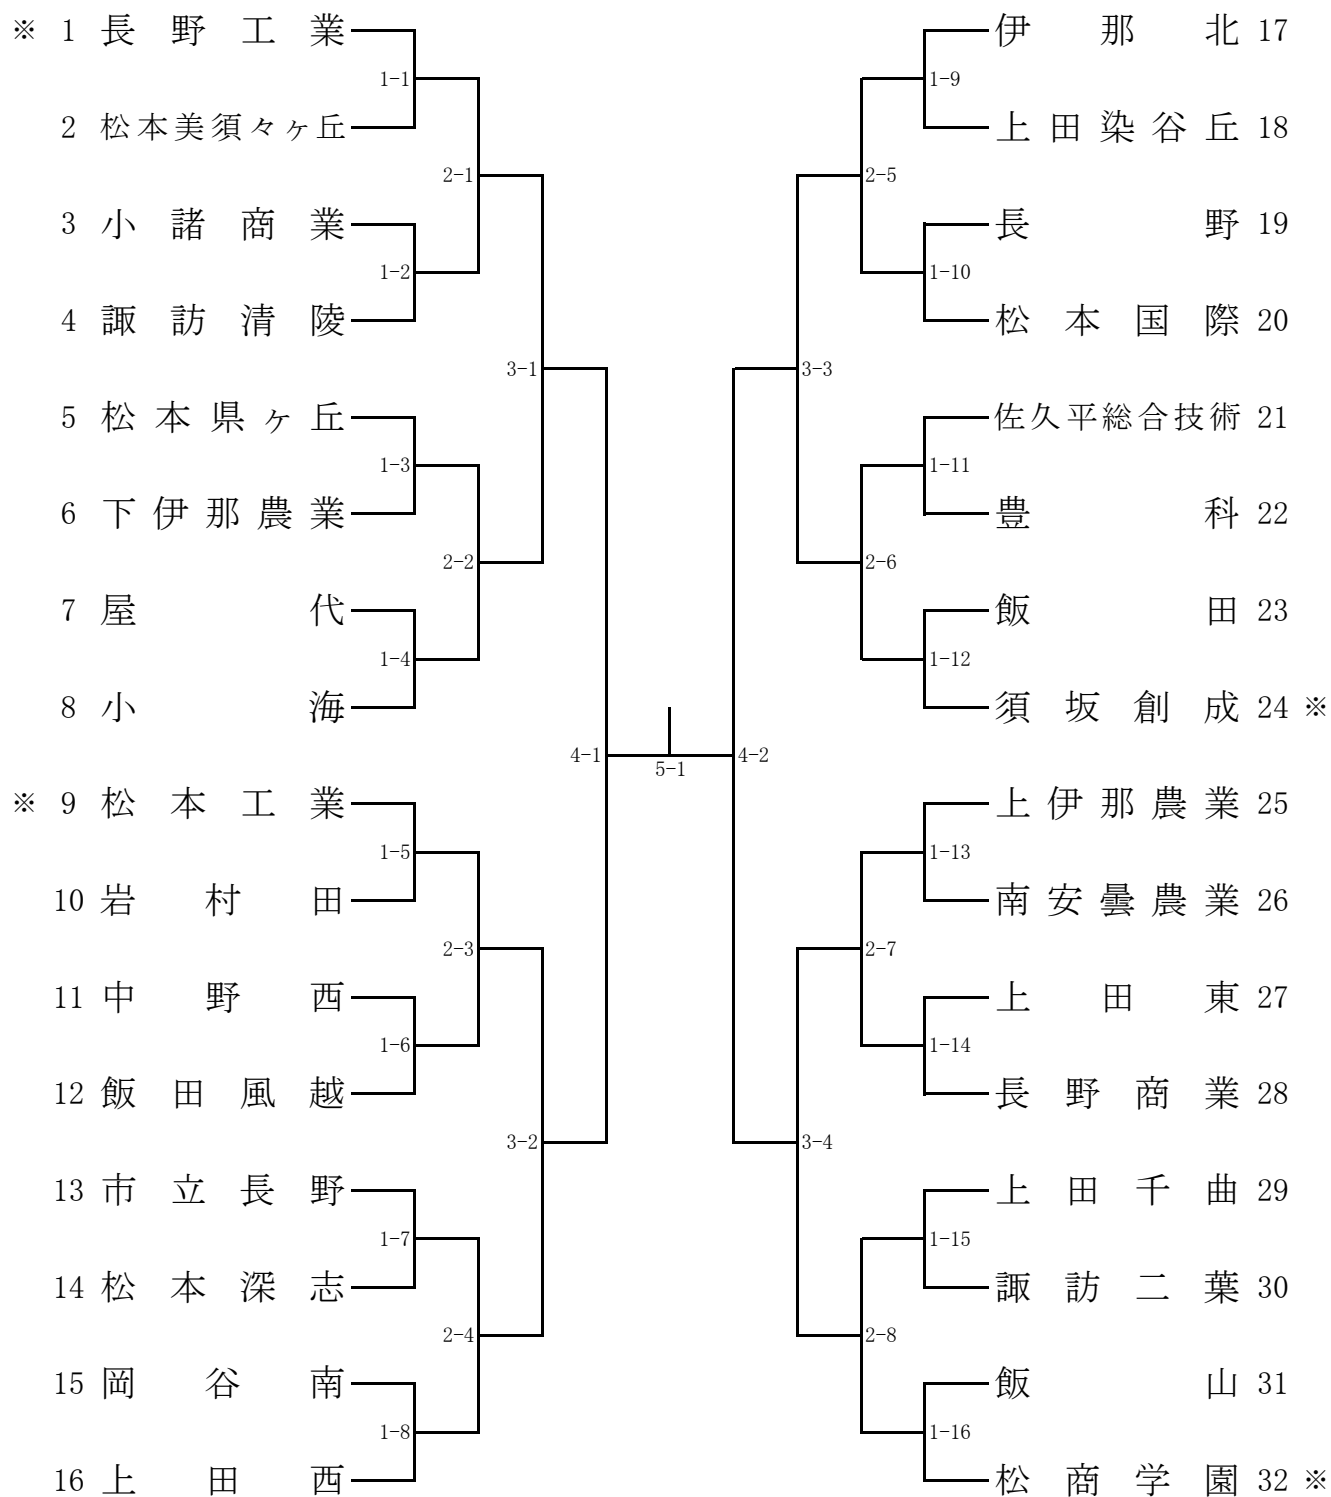 ※ 1 長野工業
1-1
2 松本美須々ヶ丘
2-1
3 小諸商業
1-2
4 諏訪清陵
3-1
5 松本県ヶ丘
1-3
6 下伊那農業
2-2
7 屋代
1-4
8 小海
4-1
※ 9 松本工業
1-5
10 岩村田
2-3
11 中野西
1-6
12 飯田風越
3-2
13 市立長野
1-7
14 松本深志
2-4
15 岡谷南
1-8
16 上田西
5-1
伊那北 17
1-9
上田染谷丘 18
2-5
長野 19
1-10
松本国際 20
3-3
佐久平総合技術 21
1-11
豊科 22
2-6
飯田 23
1-12
須坂創成 24 ※
4-2
上伊那農業 25
1-13
南安曇農業 26
2-7
上田東 27
1-14
長野商業 28
3-4
上田千曲 29
1-15
諏訪二葉 30
2-8
飯山 31
1-16
松商学園 32 ※